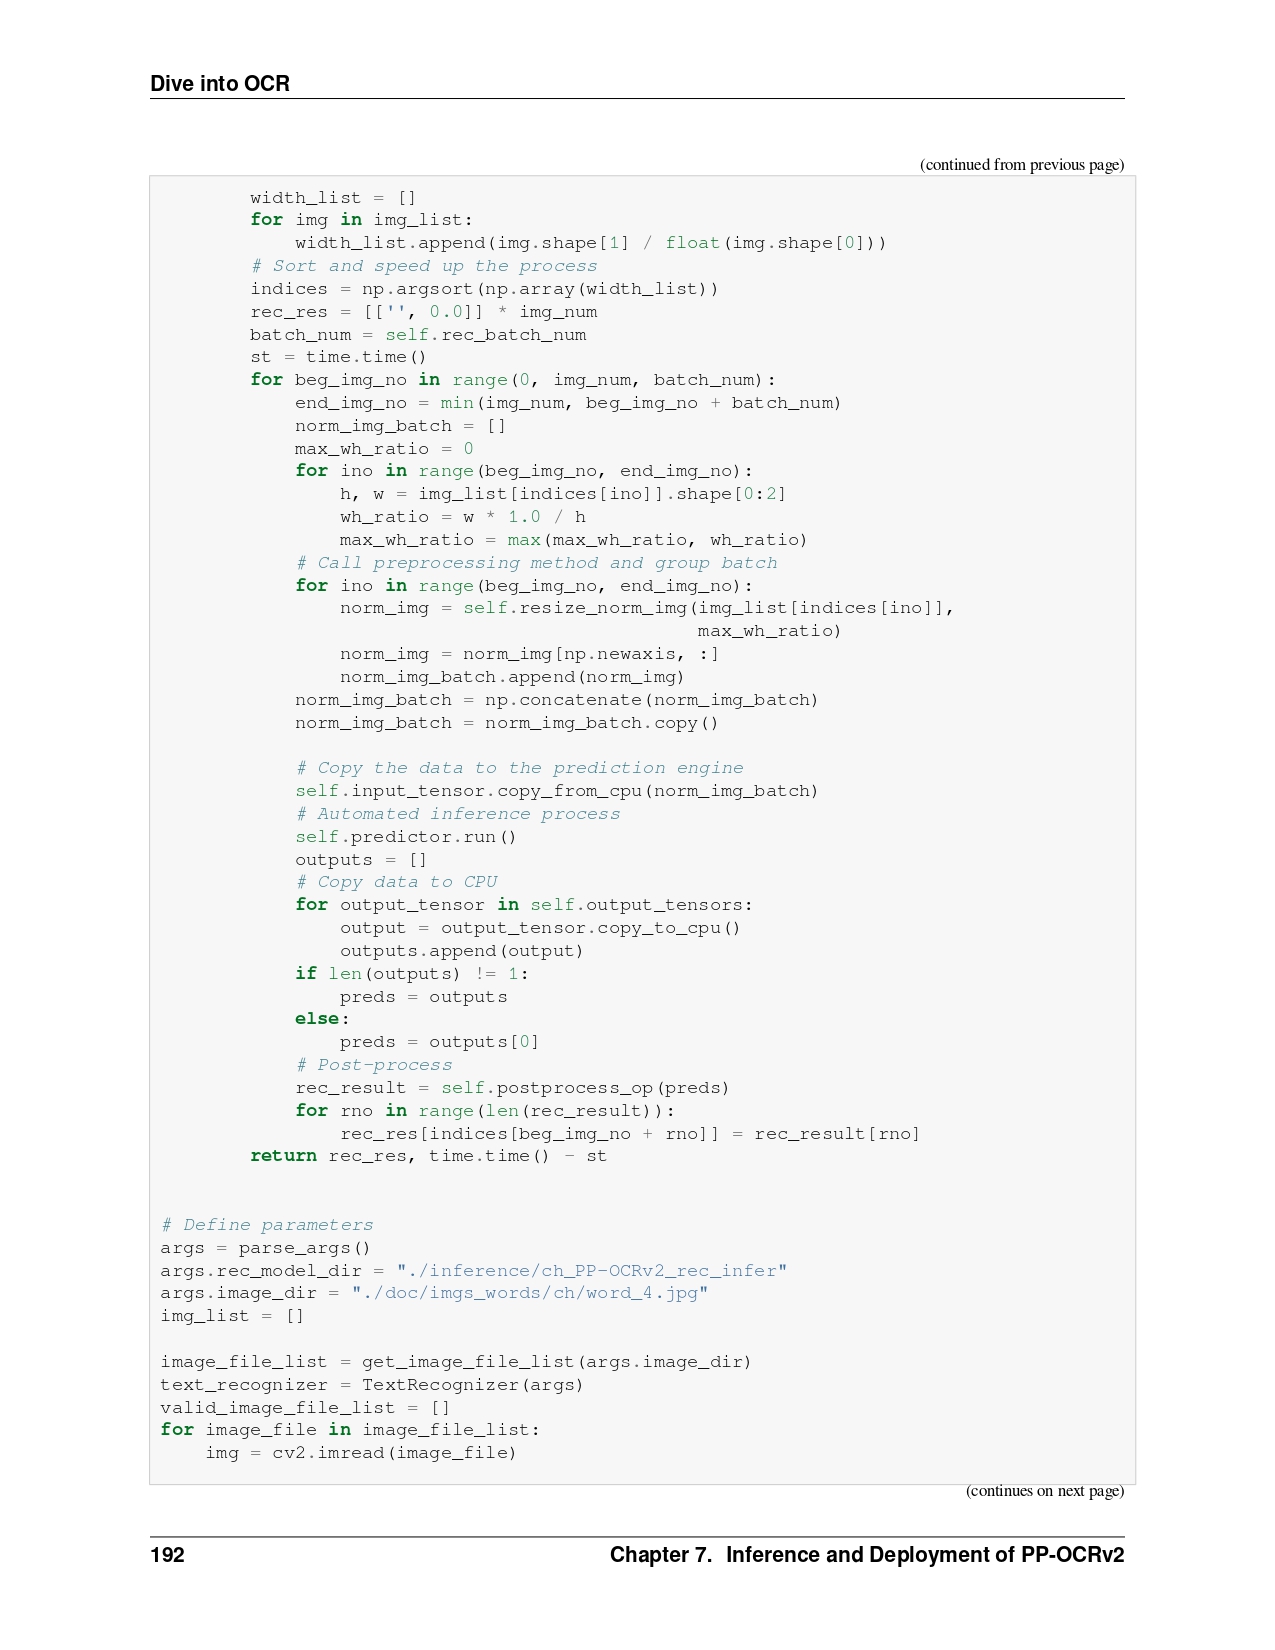 Dive into OCR
(continued from previous page)
        width_list = []
        for img in img_list:
            width_list.append(img.shape[1] / float(img.shape[0]))
        # Sort and speed up the process
        indices = np.argsort(np.array(width_list))
        rec_res = [['', 0.0]] * img_num
        batch_num = self.rec_batch_num
        st = time.time()
        for beg_img_no in range(0, img_num, batch_num):
            end_img_no = min(img_num, beg_img_no + batch_num)
            norm_img_batch = []
            max_wh_ratio = 0
            for ino in range(beg_img_no, end_img_no):
                h, w = img_list[indices[ino]].shape[0:2]
                wh_ratio = w * 1.0 / h
                max_wh_ratio = max(max_wh_ratio, wh_ratio)
            # Call preprocessing method and group batch
            for ino in range(beg_img_no, end_img_no):
                norm_img = self.resize_norm_img(img_list[indices[ino]],
                                                max_wh_ratio)
                norm_img = norm_img[np.newaxis, :]
                norm_img_batch.append(norm_img)
            norm_img_batch = np.concatenate(norm_img_batch)
            norm_img_batch = norm_img_batch.copy()

            # Copy the data to the prediction engine
            self.input_tensor.copy_from_cpu(norm_img_batch)
            # Automated inference process
            self.predictor.run()
            outputs = []
            # Copy data to CPU
            for output_tensor in self.output_tensors:
                output = output_tensor.copy_to_cpu()
                outputs.append(output)
            if len(outputs) != 1:
                preds = outputs
            else:
                preds = outputs[0]
            # Post-process
            rec_result = self.postprocess_op(preds)
            for rno in range(len(rec_result)):
                rec_res[indices[beg_img_no + rno]] = rec_result[rno]
        return rec_res, time.time() - st


# Define parameters
args = parse_args()
args.rec_model_dir = "./inference/ch_PP-OCRv2_rec_infer"
args.image_dir = "./doc/imgs_words/ch/word_4.jpg"
img_list = []

image_file_list = get_image_file_list(args.image_dir)
text_recognizer = TextRecognizer(args)
valid_image_file_list = []
for image_file in image_file_list:
    img = cv2.imread(image_file)
(continues on next page)
192 Chapter 7. Inference and Deployment of PP-OCRv2